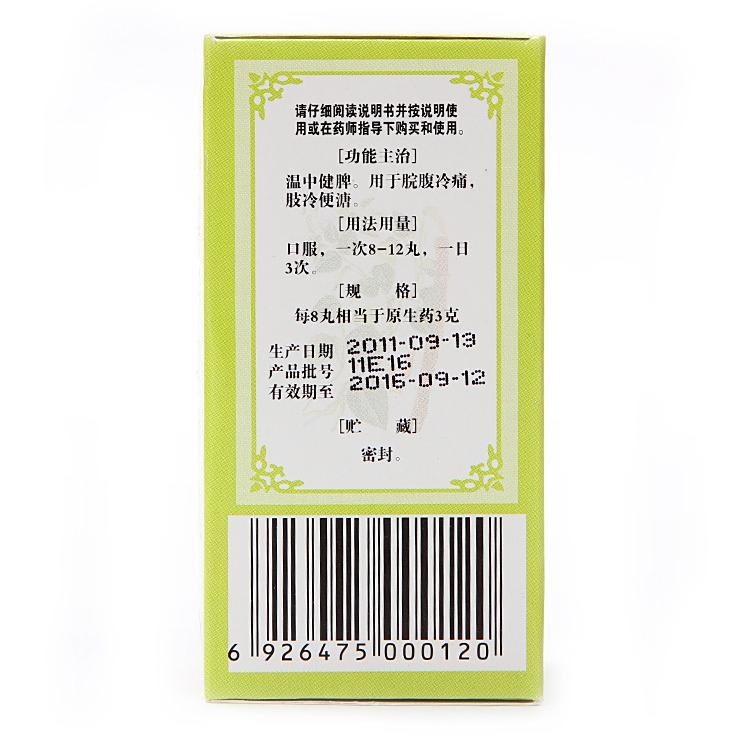 请仔细阅读说明书并按说明使
用或在药师指导下购买和使用。
[功能主治]
温中健脾。用于脘腹冷痛，
肢冷便溏。
[用法用量]
口服，一次8-12丸，一日
3次。
[规　格]
每8丸相当于原生药3克
生产日期 2011-09-13
产品批号 11E16
有效期至 2016-09-12
[贮　藏]
密封。
6 926475 000120